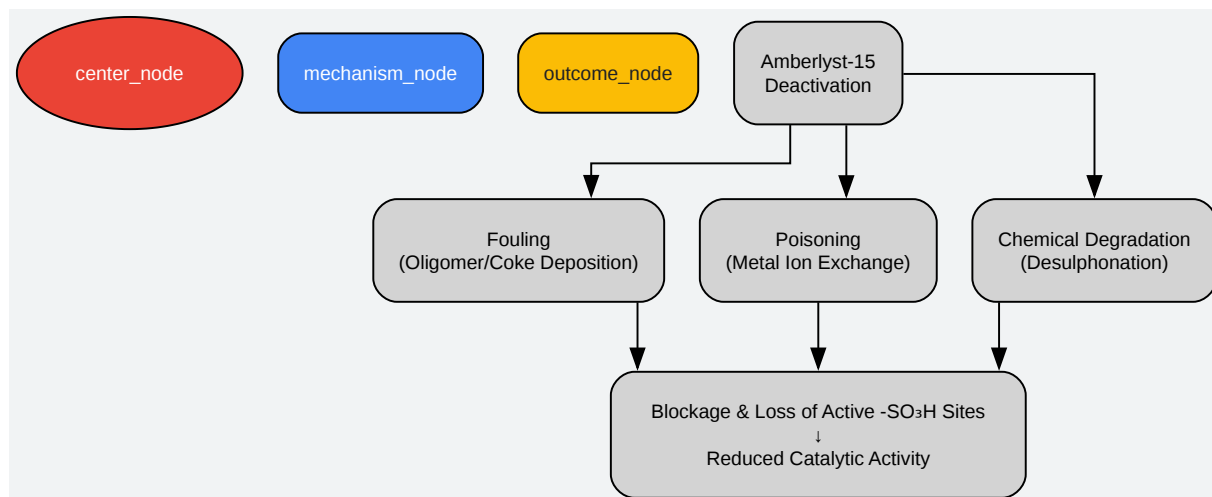 center_node
mechanism_node
outcome_node
Amberlyst-15
Deactivation
Fouling
(Oligomer/Coke Deposition)
Poisoning
(Metal Ion Exchange)
Chemical Degradation
(Desulphonation)
Blockage & Loss of Active -SO₃H Sites
↓
Reduced Catalytic Activity